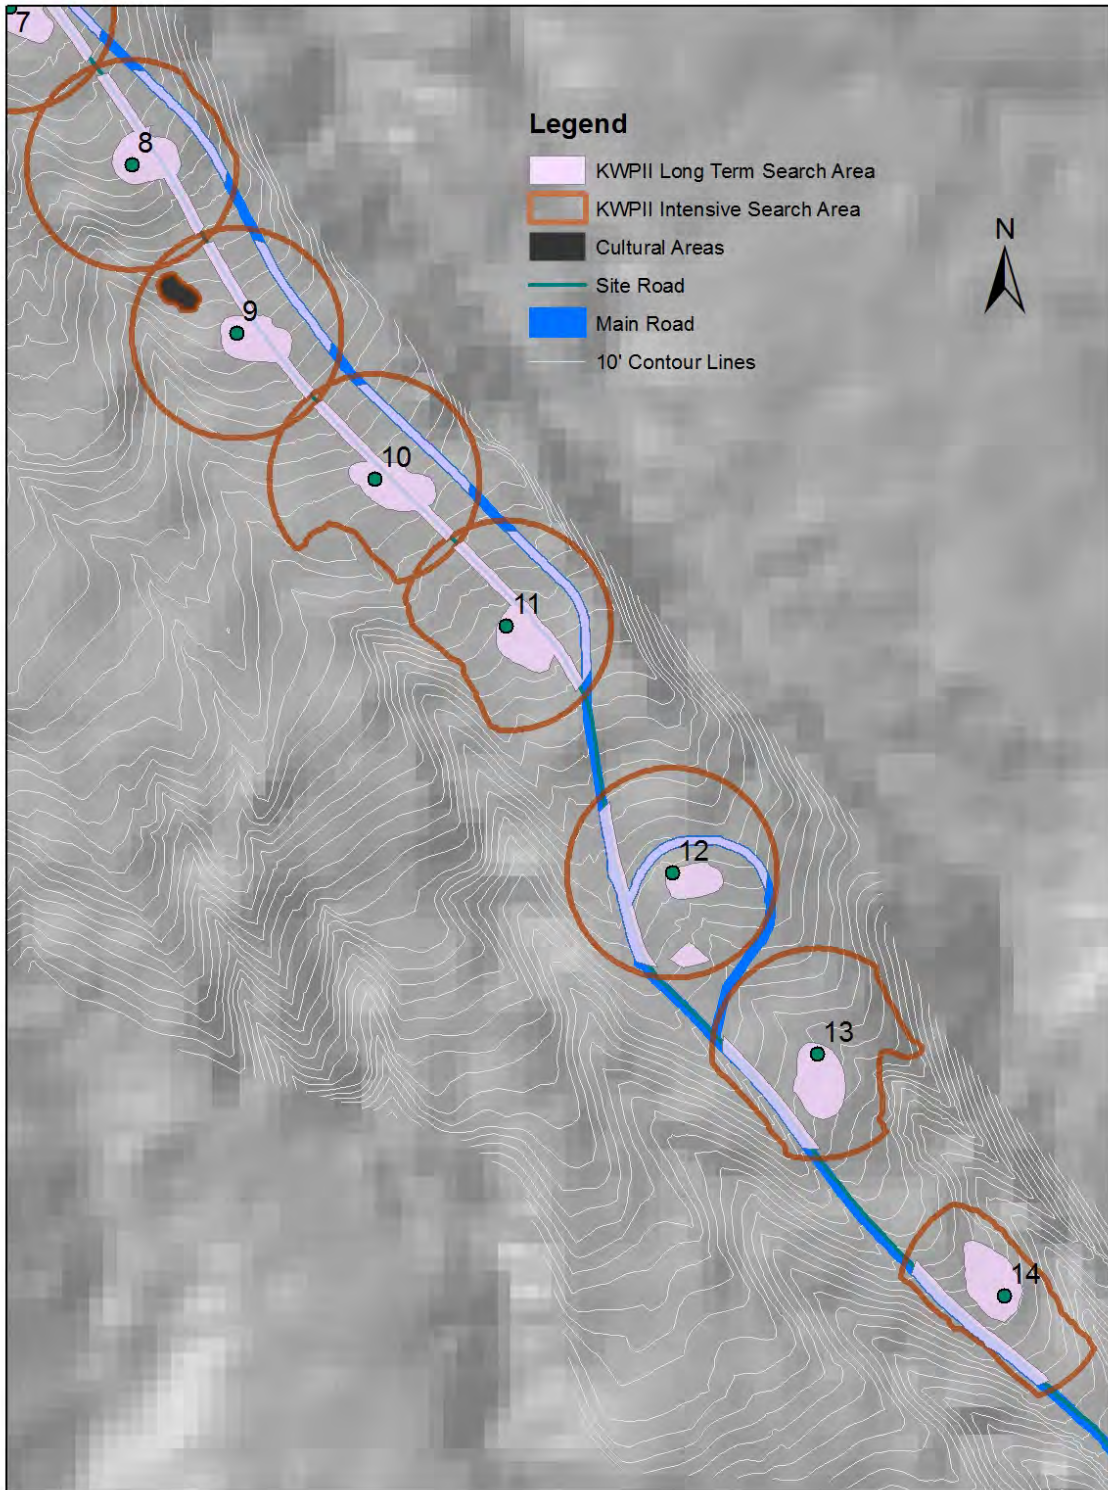 7
8
Legend
KWPII Long Term Search Area
KWPII Intensive Search Area
N
Cultural Areas
Site Road
9
Main Road
10' Contour Lines
10
11
12
13
14